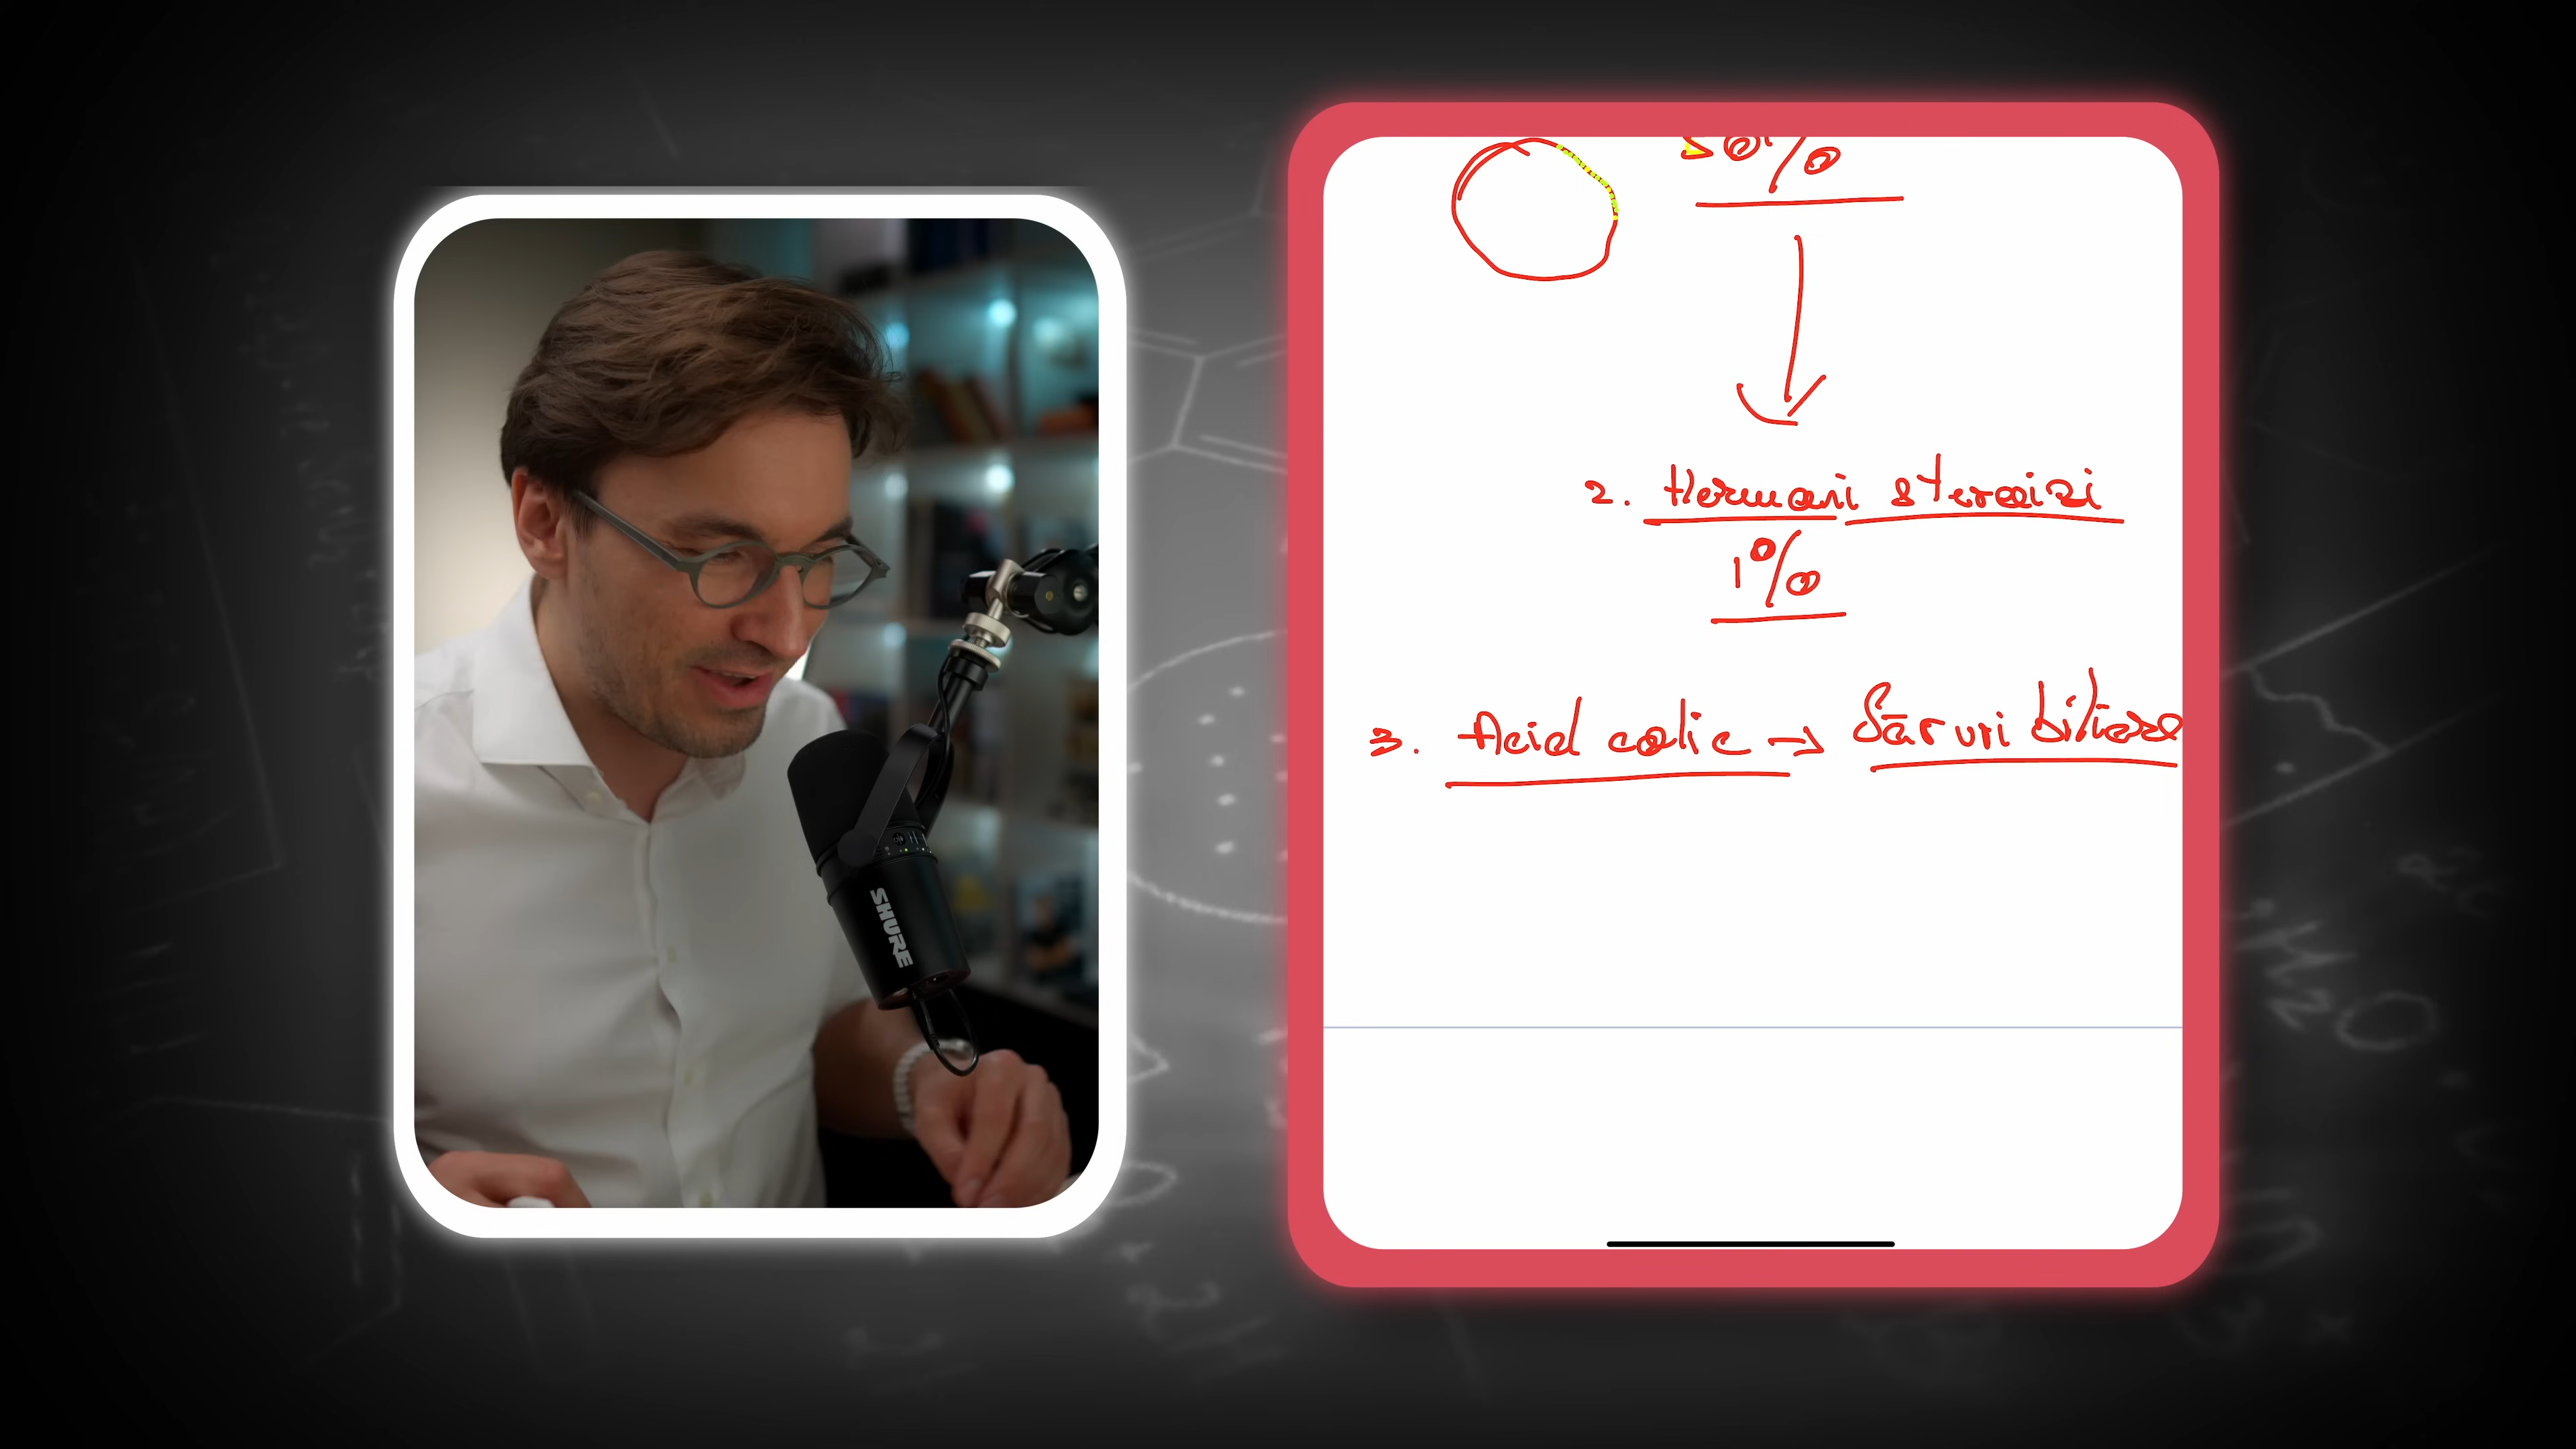 2. Hormoni steroizi
1%
3. Acid colic → Săruri biliare
SHURE